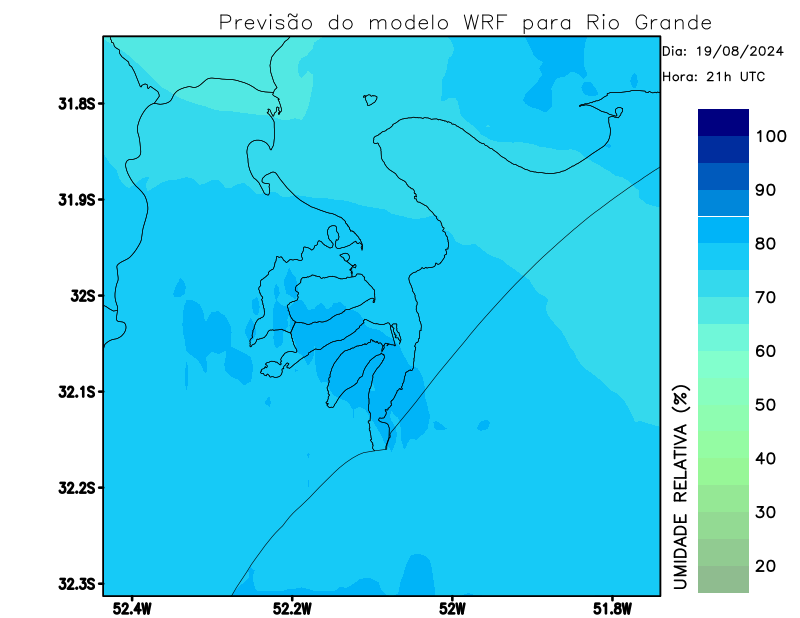 Previsão do modelo WRF para Rio Grande
Dia: 19/08/2024
Hora: 21h UTC
31.8S
31.9S
32S
32.1S
32.2S
32.3S
52.4W
52.2W
52W
51.8W
UMIDADE RELATIVA (%)
100
90
80
70
60
50
40
30
20